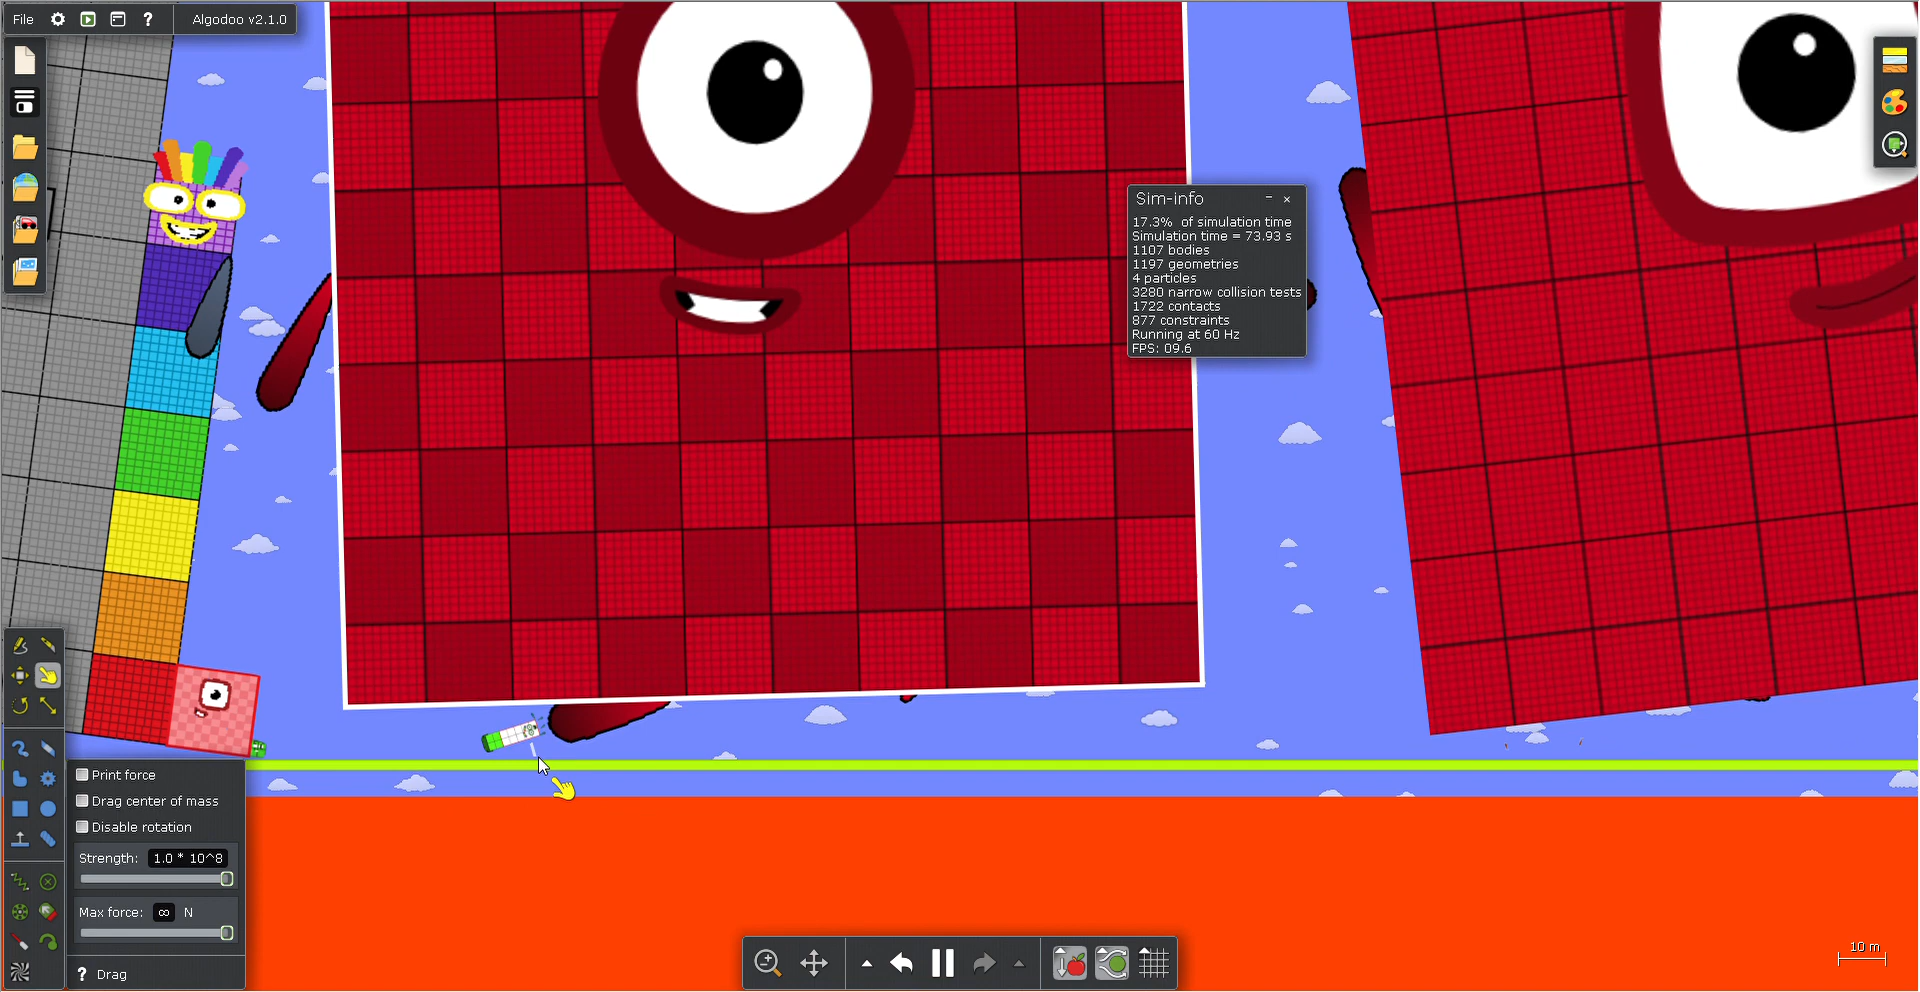 File
?
Algodoo v2.1.0
Sim-info
– ×
17.3% of simulation time
Simulation time = 73.93 s
1107 bodies
1197 geometries
4 particles
3280 narrow collision tests
1722 contacts
877 constraints
Running at 60 Hz
FPS: 09.6
Print force
Drag center of mass
Disable rotation
Strength: 1.0 * 10^8
Max force: ∞ N
? Drag
10 m